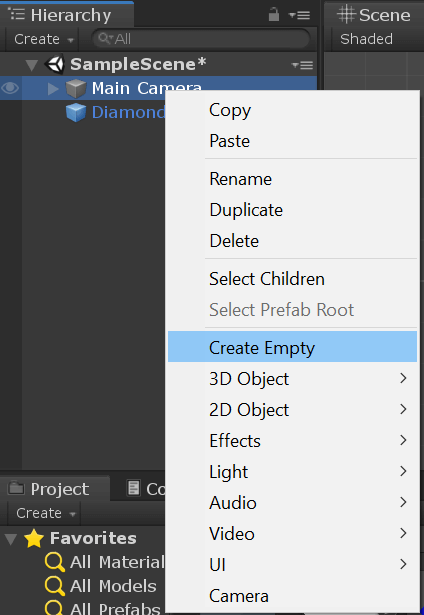 Hierarchy
Create
All
SampleScene*
Main Camera
Diamond
Scene
Shaded
Copy
Paste
Rename
Duplicate
Delete
Select Children
Select Prefab Root
Create Empty
3D Object
2D Object
Effects
Light
Audio
Video
UI
Camera
Project
Co
Create
Favorites
All Material
All Models
All Prefabs